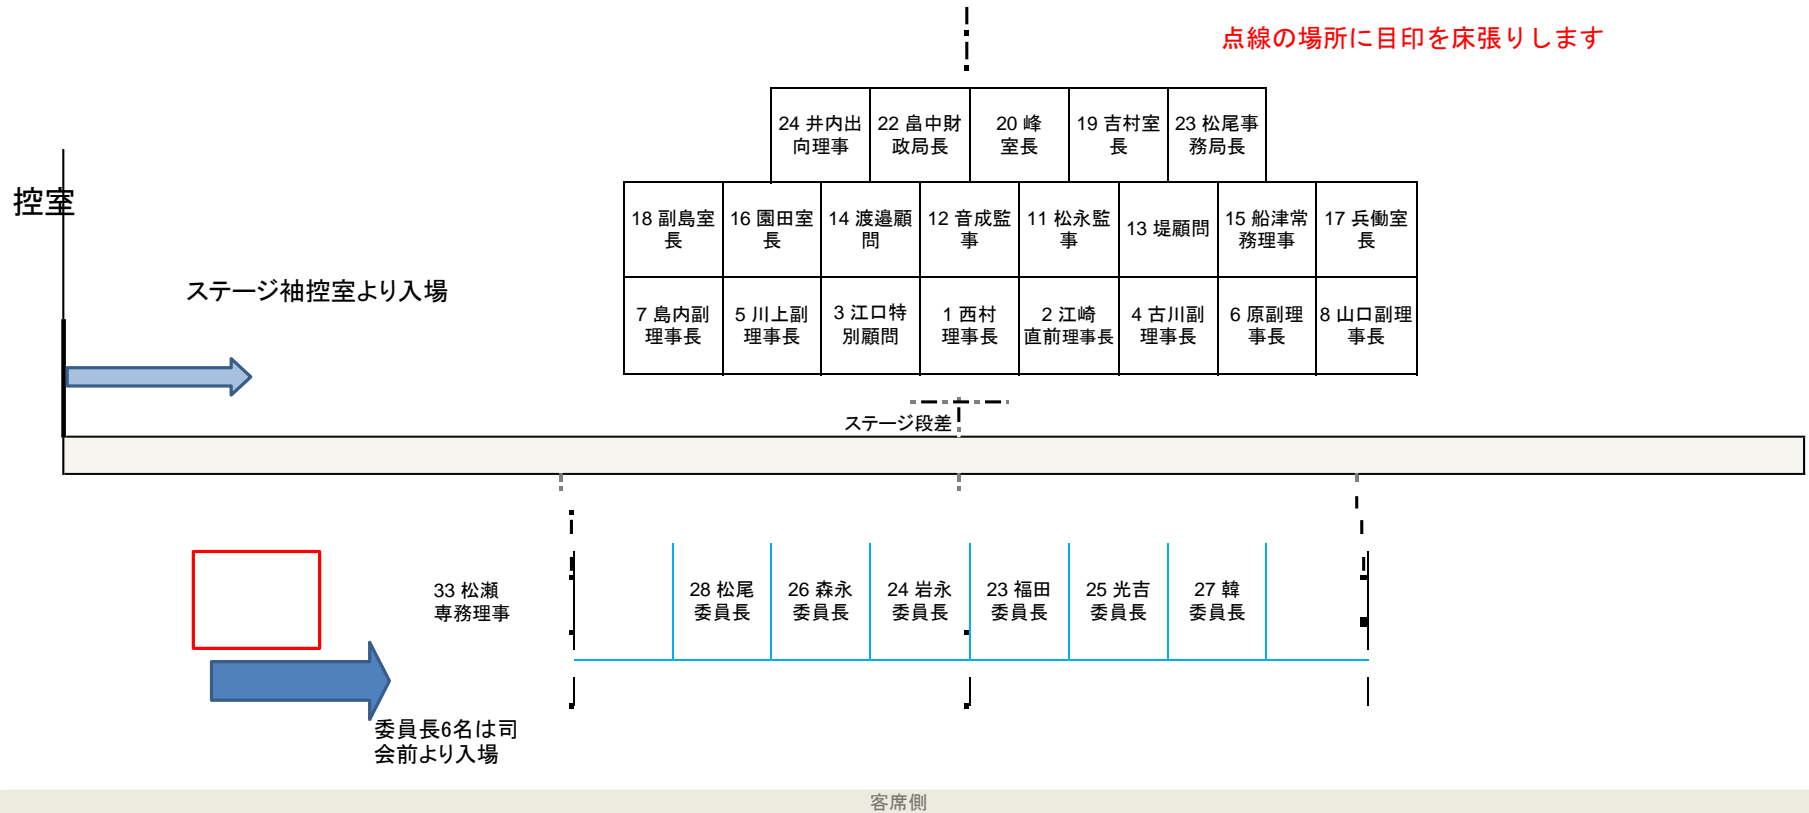 点線の場所に目印を床張りします
24 井内出
向理事
22 畠中財
政局長
20 峰
室長
19 吉村室
長
23 松尾事
務局長
控室
18 副島室
長
16 園田室
長
14 渡邉顧
問
12 音成監
事
11 松永監
事
13 堤顧問
15 船津常
務理事
17 兵働室
長
ステージ袖控室より入場
7 島内副
理事長
5 川上副
理事長
3 江口特
別顧問
1 西村
理事長
2 江崎
直前理事長
4 古川副
理事長
6 原副理
事長
8 山口副理
事長
ステージ段差
33 松瀬
専務理事
28 松尾
委員長
26 森永
委員長
24 岩永
委員長
23 福田
委員長
25 光吉
委員長
27 韓
委員長
委員長6名は司
会前より入場
客席側